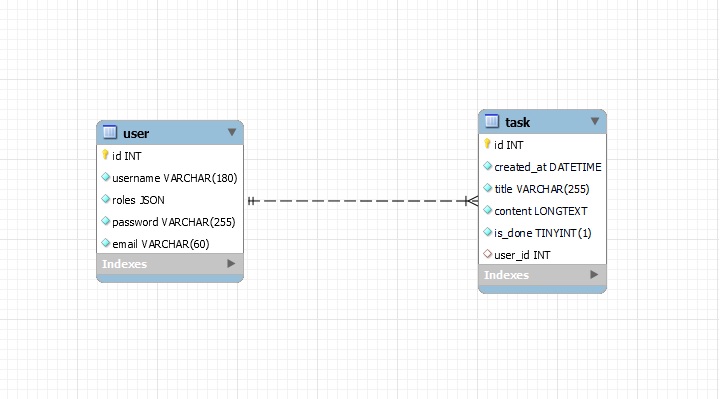 user
id INT
username VARCHAR(180)
roles JSON
password VARCHAR(255)
email VARCHAR(60)
Indexes
task
id INT
created_at DATETIME
title VARCHAR(255)
content LONGTEXT
is_done TINYINT(1)
user_id INT
Indexes